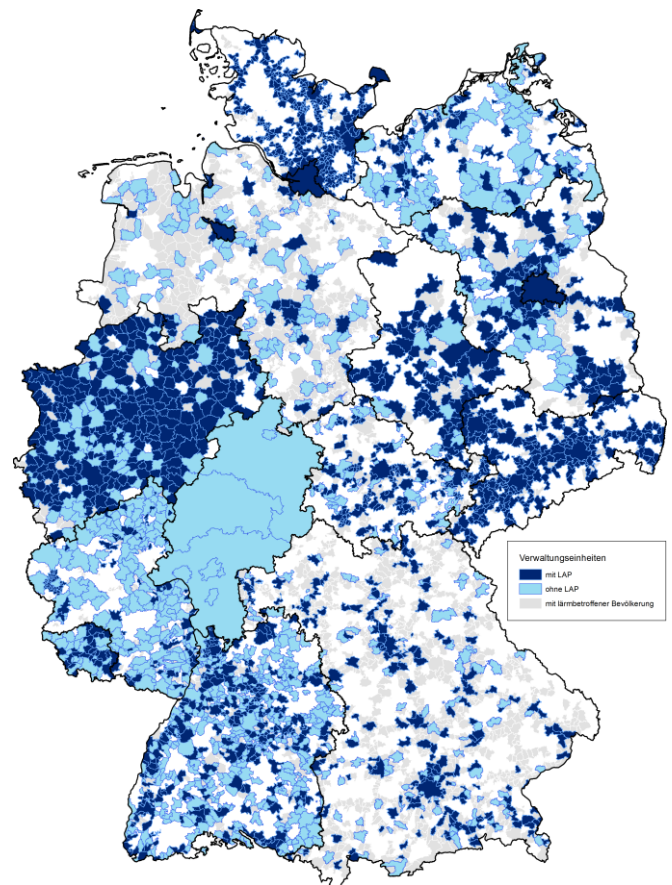 Verwaltungseinheiten
mit LAP
ohne LAP
mit lärmbetroffener Bevölkerung